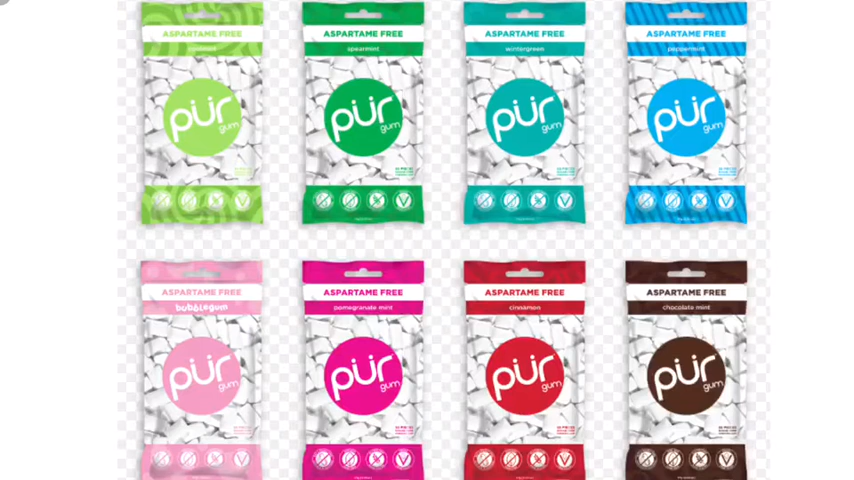 ASPARTAME FREE
pür
gum
ASPARTAME FREE
spearmint
pür
gum
ASPARTAME FREE
wintergreen
pür
gum
ASPARTAME FREE
peppermint
pür
gum
ASPARTAME FREE
bubblegum
pür
gum
ASPARTAME FREE
pomegranate mint
pür
gum
ASPARTAME FREE
cinnamon
pür
gum
ASPARTAME FREE
chocolate mint
pür
gum